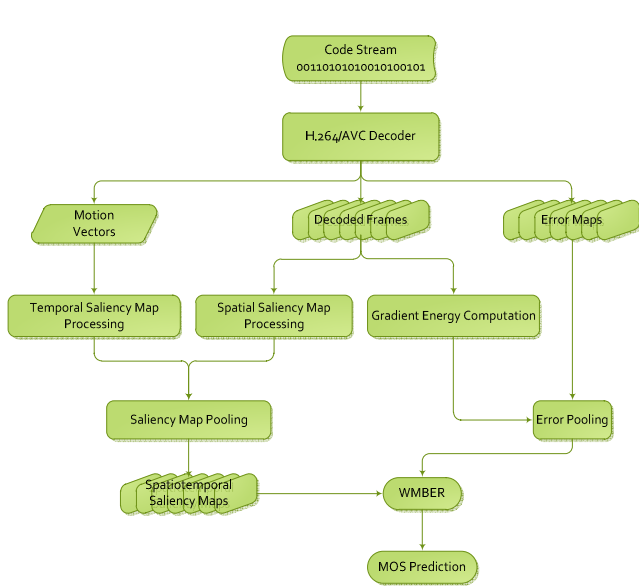 Code Stream
00110101010010100101
H.264/AVC Decoder
Motion
Vectors
Decoded Frames
Error Maps
Temporal Saliency Map
Processing
Spatial Saliency Map
Processing
Gradient Energy Computation
Saliency Map Pooling
Error Pooling
Spatiotemporal
Saliency Maps
WMBER
MOS Prediction